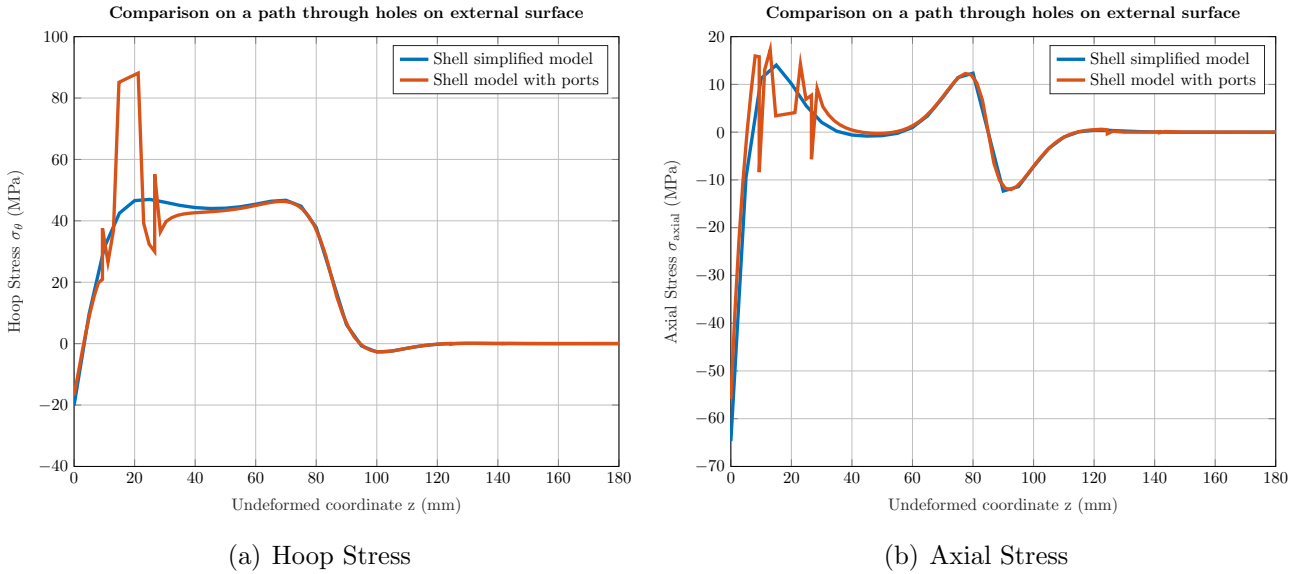 Comparison on a path through holes on external surface
100
80
60
40
20
0
−20
−40
0 20 40 60 80 100 120 140 160 180
Hoop Stress σθ (MPa)
Undeformed coordinate z (mm)
Shell simplified model
Shell model with ports
(a) Hoop Stress
Comparison on a path through holes on external surface
20
10
0
−10
−20
−30
−40
−50
−60
−70
0 20 40 60 80 100 120 140 160 180
Axial Stress σaxial (MPa)
Undeformed coordinate z (mm)
Shell simplified model
Shell model with ports
(b) Axial Stress